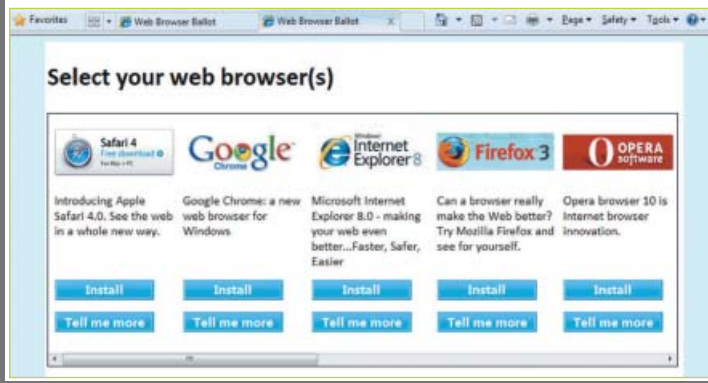 Favorites
Web Browser Ballot
Web Browser Ballot
X
Page
Safety
Tools
Select your web browser(s)
Safari 4
Free download
For Mac + PC
Google
Chrome
Windows
Internet
Explorer 8
Firefox 3
OPERA
software
Introducing Apple
Safari 4.0. See the web
in a whole new way.
Google Chrome: a new
web browser for
Windows
Microsoft Internet
Explorer 8.0 - making
your web even
better...Faster, Safer,
Easier
Can a browser really
make the Web better?
Try Mozilla Firefox and
see for yourself.
Opera browser 10 is
Internet browser
innovation.
Install
Install
Install
Install
Install
Tell me more
Tell me more
Tell me more
Tell me more
Tell me more